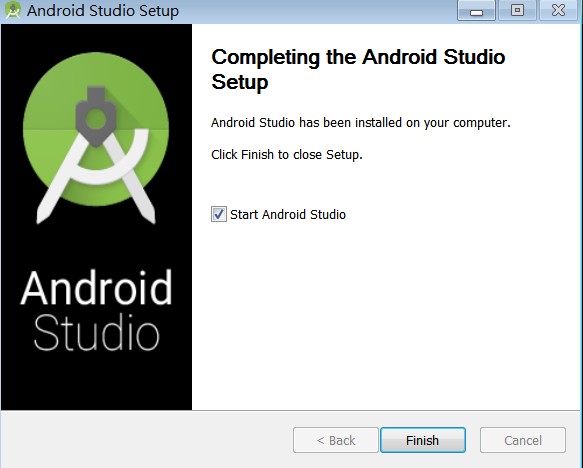 Android Studio Setup
Completing the Android Studio
Setup
Android Studio has been installed on your computer.
Click Finish to close Setup.
Start Android Studio
Android
Studio
< Back
Finish
Cancel